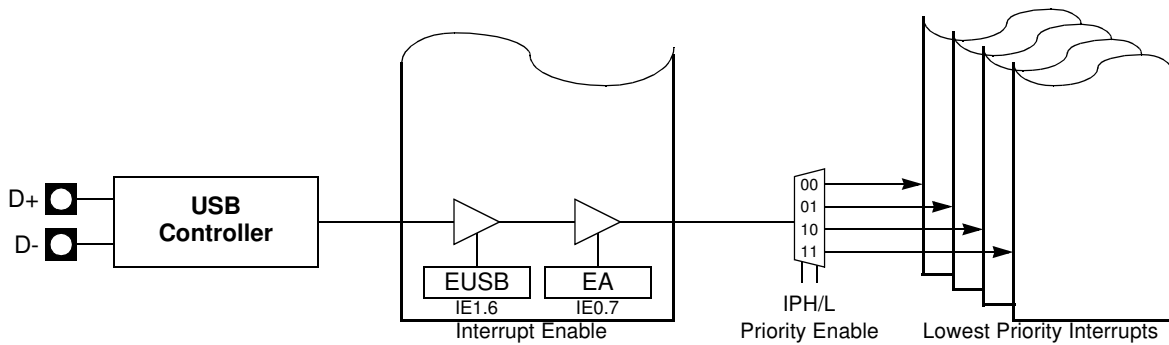 D+
D-
USB
Controller
EUSB
IE1.6
EA
IE0.7
Interrupt Enable
00
01
10
11
IPH/L
Priority Enable
Lowest Priority Interrupts